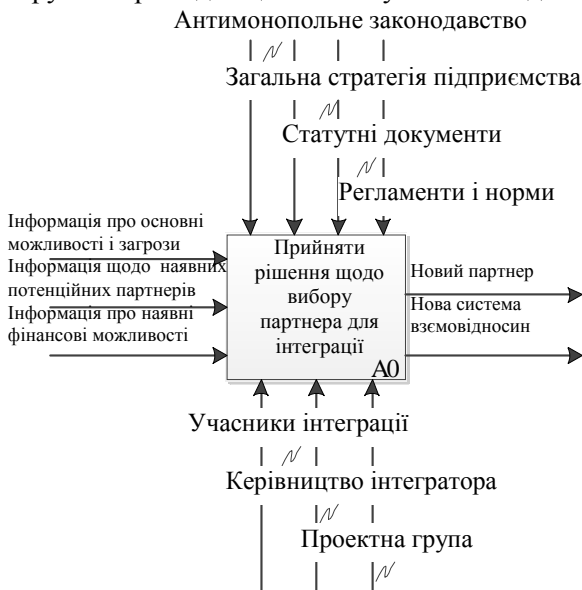 Антимонопольне законодавство
Загальна стратегія підприємства
Статутні документи
Регламенти і норми
Інформація про основні
можливості і загрози
Інформація щодо наявних
потенційних партнерів
Інформація про наявні
фінансові можливості
Прийняти
рішення щодо
вибору
партнера для
інтеграції
A0
Новий партнер
Нова система
взємовідносин
Учасники інтеграції
Керівництво інтегратора
Проектна група